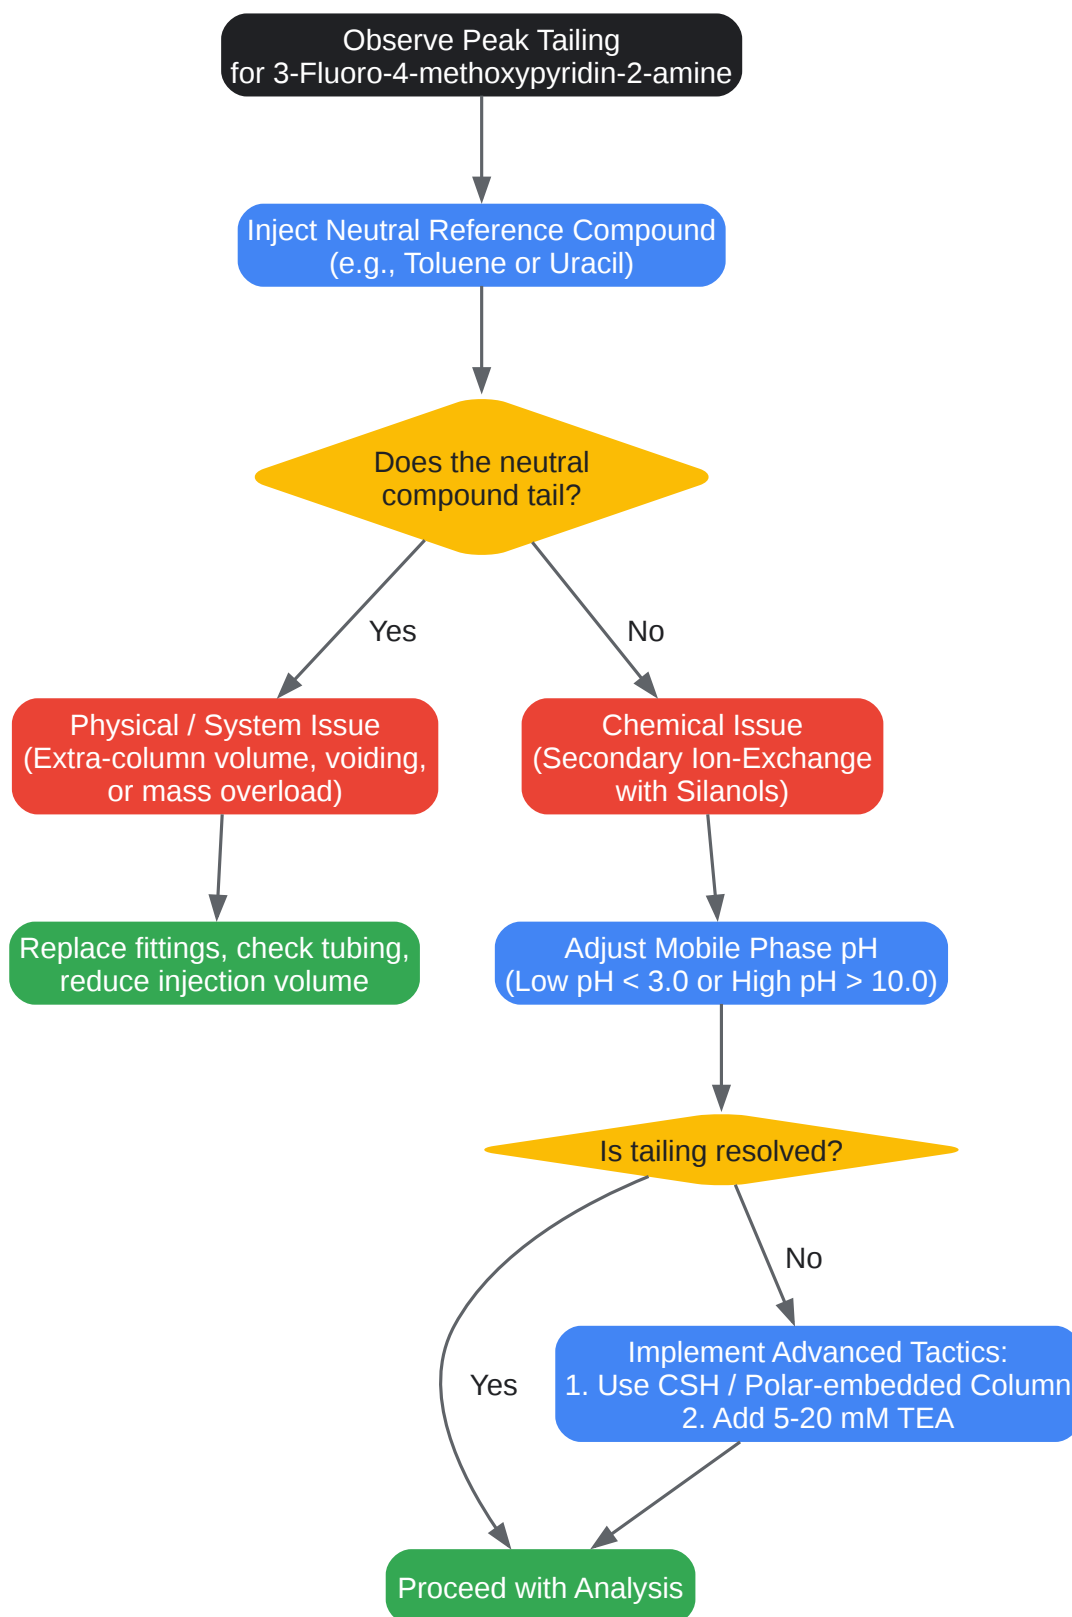 Observe Peak Tailing
for 3-Fluoro-4-methoxypyridin-2-amine
Inject Neutral Reference Compound
(e.g., Toluene or Uracil)
Does the neutral
compound tail?
Yes
No
Physical / System Issue
(Extra-column volume, voiding,
or mass overload)
Chemical Issue
(Secondary Ion-Exchange
with Silanols)
Replace fittings, check tubing,
reduce injection volume
Adjust Mobile Phase pH
(Low pH < 3.0 or High pH > 10.0)
Is tailing resolved?
No
Yes
Implement Advanced Tactics:
1. Use CSH / Polar-embedded Column
2. Add 5-20 mM TEA
Proceed with Analysis